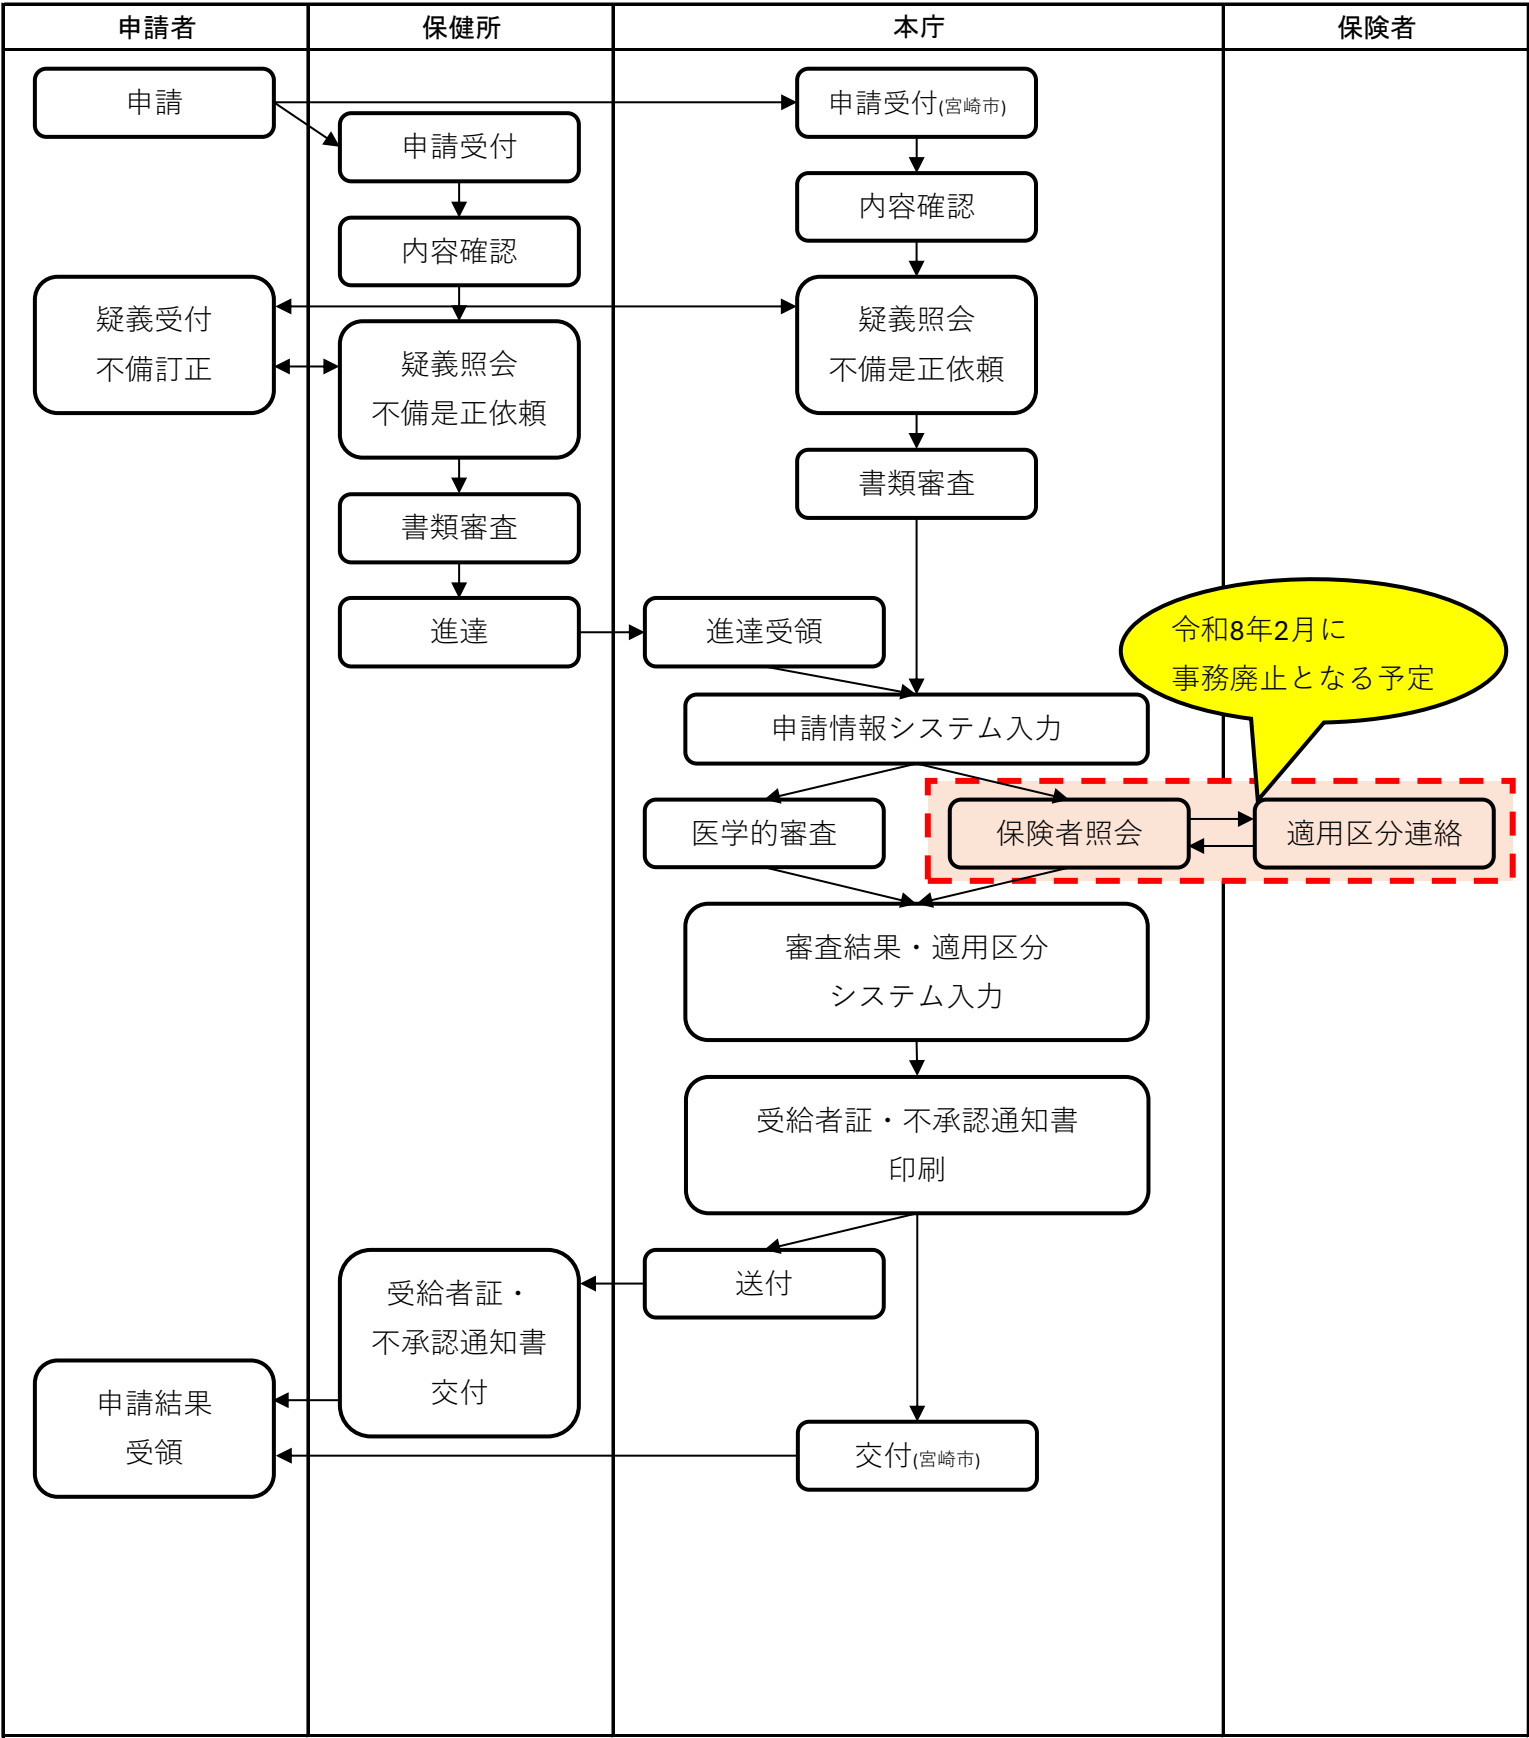 申請者
保健所
本庁
保険者
申請
申請受付(宮崎市)
申請受付
内容確認
内容確認
疑義受付
不備訂正
疑義照会
不備是正依頼
疑義照会
不備是正依頼
書類審査
書類審査
進達
進達受領
令和8年2月に
事務廃止となる予定
申請情報システム入力
医学的審査
保険者照会
適用区分連絡
審査結果・適用区分
システム入力
受給者証・不承認通知書
印刷
送付
受給者証・
不承認通知書
交付
申請結果
受領
交付(宮崎市)